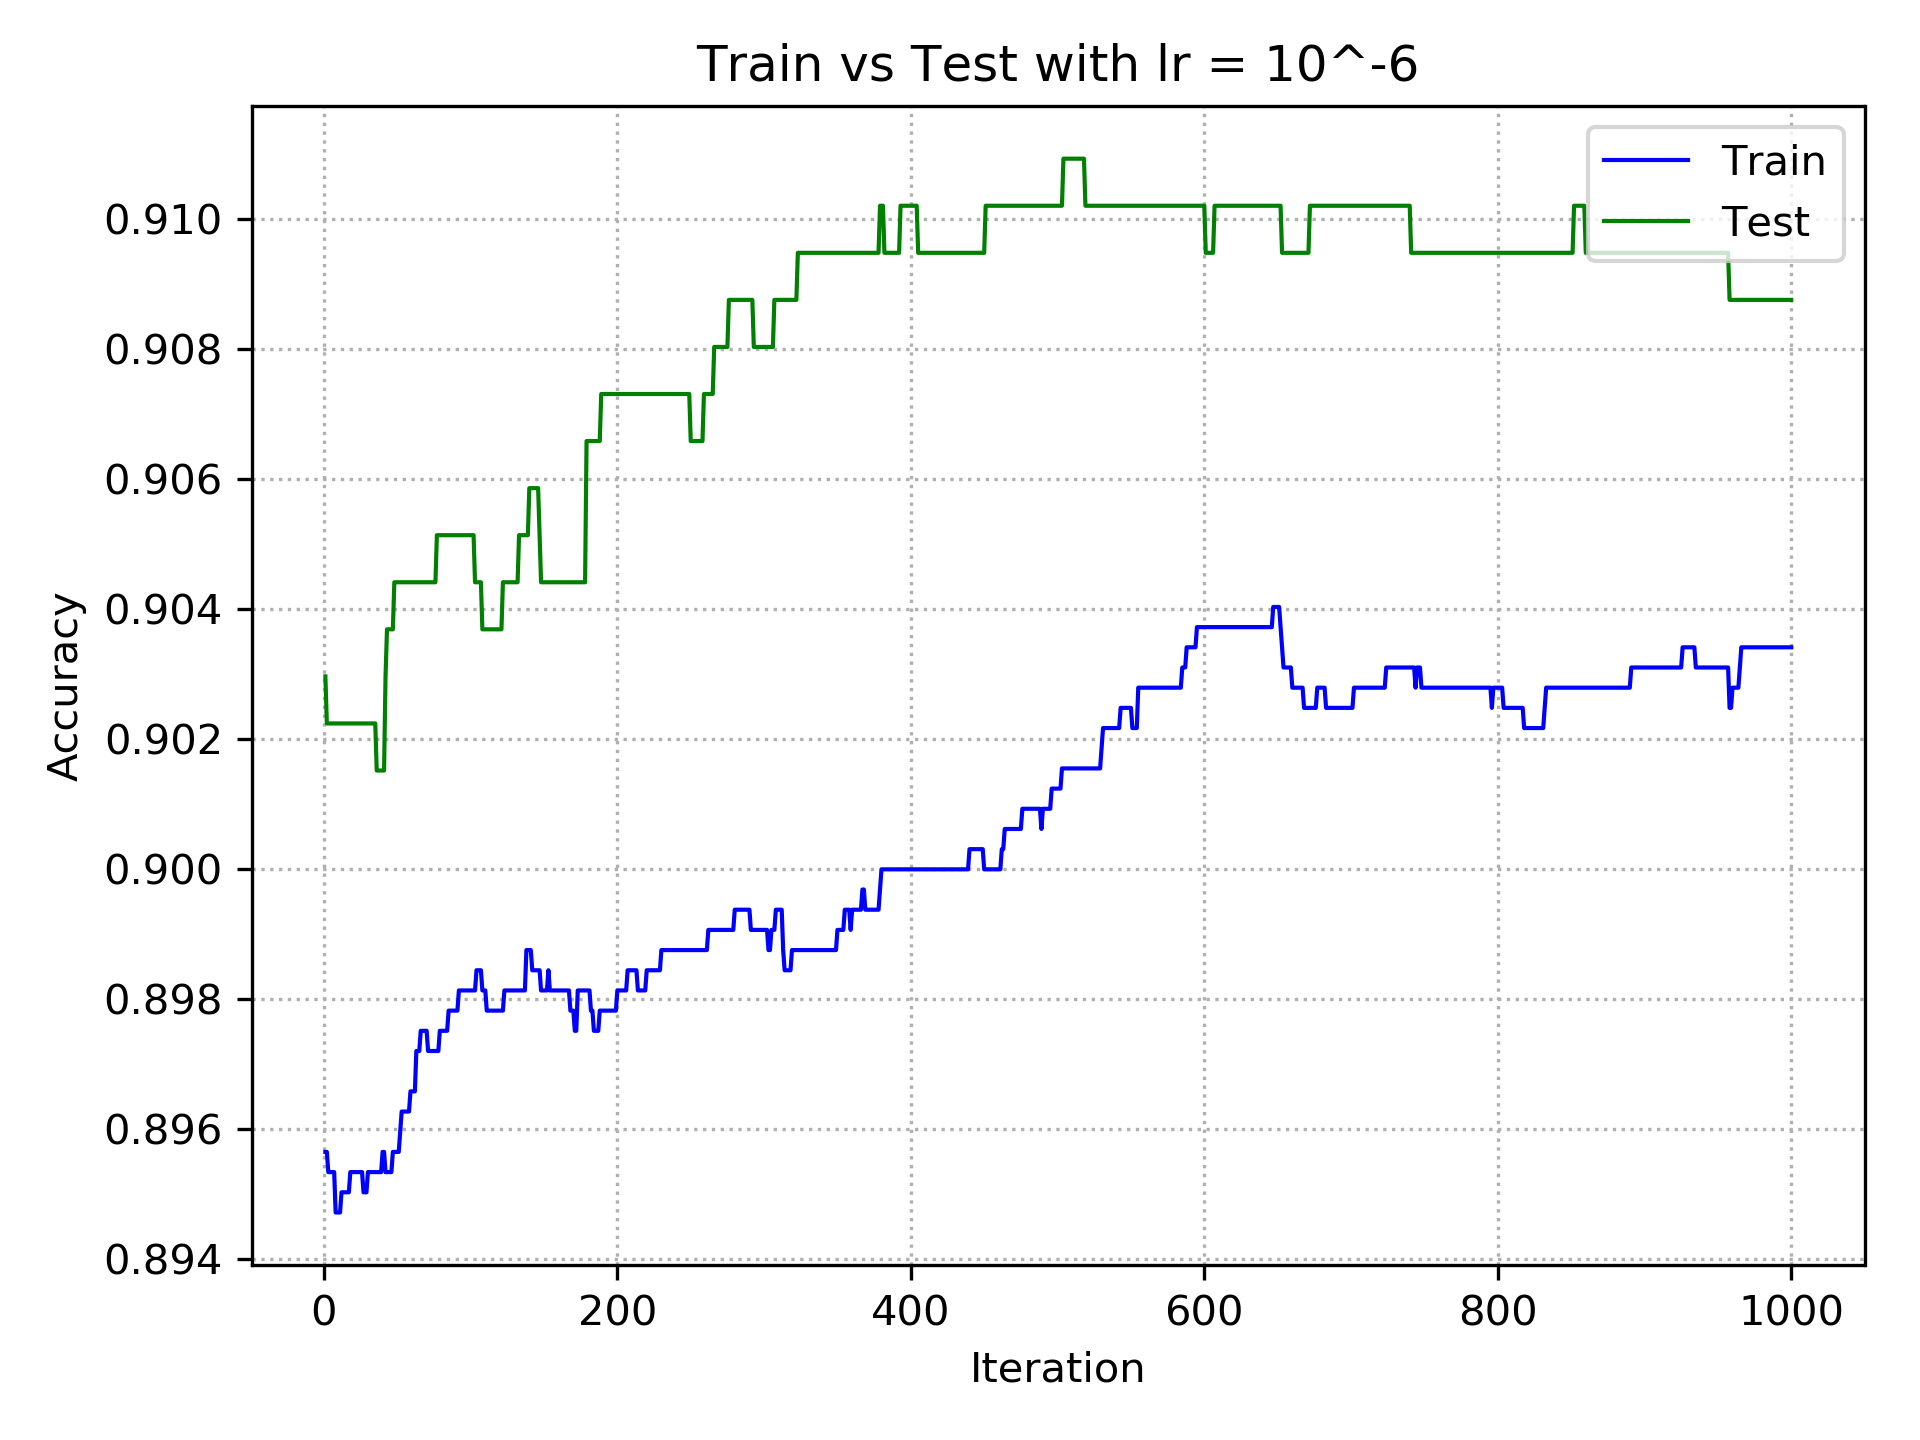 Train vs Test with lr = 10^-6
Train
Test
0.910
0.908
0.906
0.904
0.902
0.900
0.898
0.896
0.894
Accuracy
0 200 400 600 800 1000
Iteration